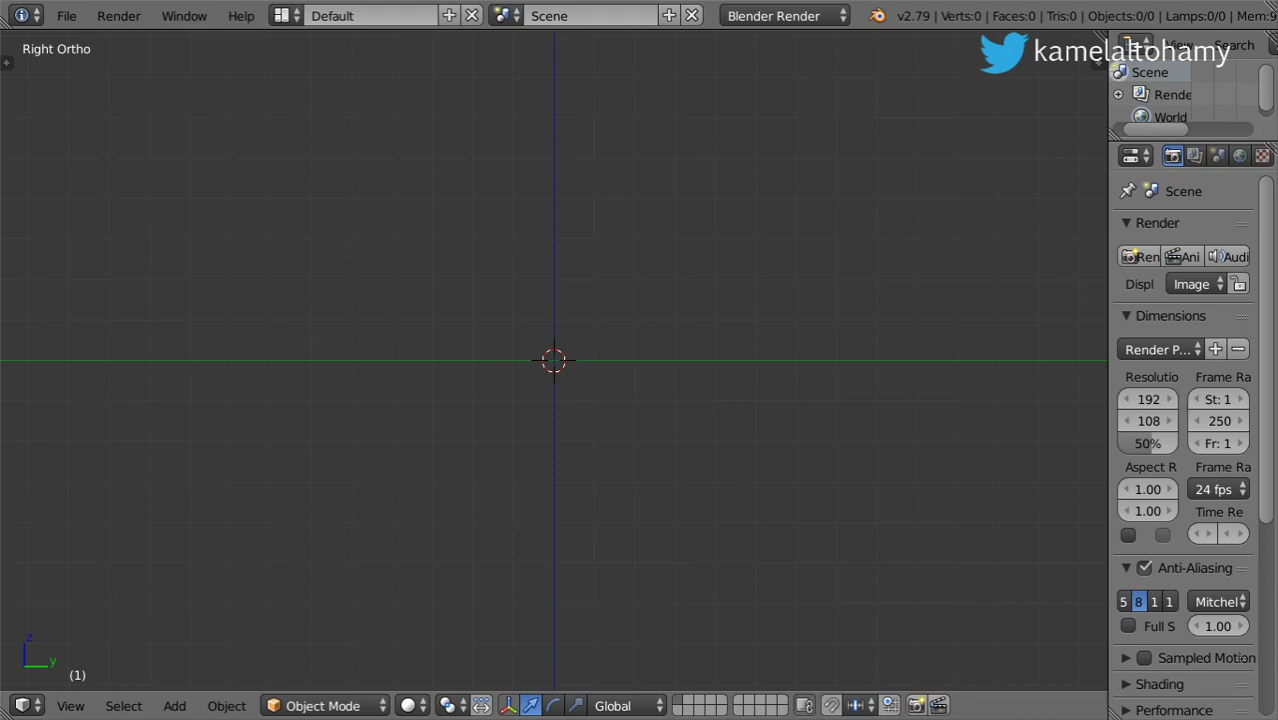 File Render Window Help Default Scene Blender Render v2.79 | Verts:0 | Faces:0 | Tris:0 | Objects:0/0 | Lamps:0/0 | Mem:9
Right Ortho
kamelaltohamy
View Search
Scene
Rende
World
Scene
Render
Ren Ani Audi
Displ Image
Dimensions
Render P...
Resolutio Frame Ra
192 St: 1
108 250
50% Fr: 1
Aspect R Frame Ra
1.00 24 fps
1.00 Time Re
Anti-Aliasing
5 8 1 1 Mitchel
Full S 1.00
z
y
(1)
Sampled Motion
Shading
Performance
View Select Add Object Object Mode Global